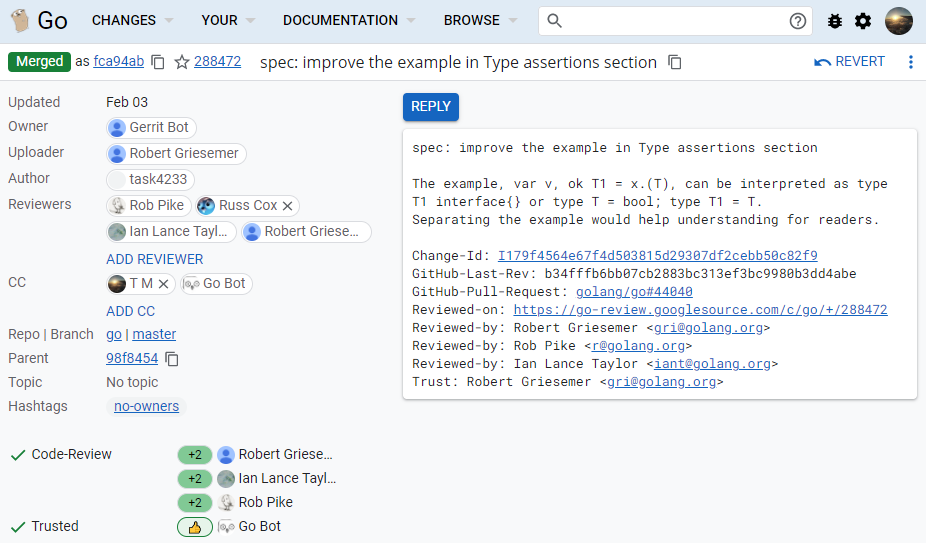 Go CHANGES YOUR DOCUMENTATION BROWSE
Merged as fca94ab 288472 spec: improve the example in Type assertions section REVERT
Updated Feb 03
Owner Gerrit Bot
Uploader Robert Griesemer
Author task4233
Reviewers Rob Pike Russ Cox
Ian Lance Tayl... Robert Griese...
ADD REVIEWER
CC T M Go Bot
ADD CC
Repo | Branch go | master
Parent 98f8454
Topic No topic
Hashtags no-owners
Code-Review +2 Robert Griese...
+2 Ian Lance Tayl...
+2 Rob Pike
Trusted 👍 Go Bot
REPLY
spec: improve the example in Type assertions section
The example, var v, ok T1 = x.(T), can be interpreted as type
T1 interface{} or type T = bool; type T1 = T.
Separating the example would help understanding for readers.
Change-Id: I179f4564e67f4d503815d29307df2cebb50c82f9
GitHub-Last-Rev: b34fffb6bb07cb2883bc313ef3bc9980b3dd4abe
GitHub-Pull-Request: golang/go#44040
Reviewed-on: https://go-review.googlesource.com/c/go/+/288472
Reviewed-by: Robert Griesemer <gri@golang.org>
Reviewed-by: Rob Pike <r@golang.org>
Reviewed-by: Ian Lance Taylor <iant@golang.org>
Trust: Robert Griesemer <gri@golang.org>